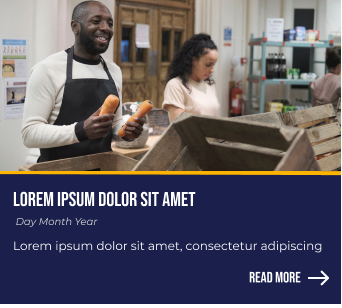 LOREM IPSUM DOLOR SIT AMET
Day Month Year
Lorem ipsum dolor sit amet, consectetur adipiscing
READ MORE